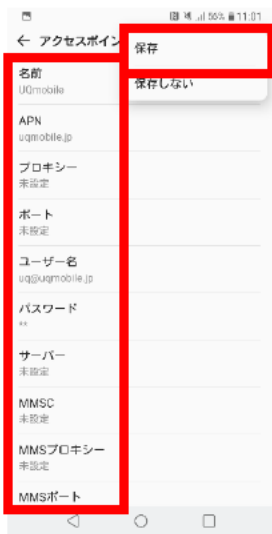 55% 11:01
← アクセスポイン
保存
保存しない
名前
UQmobile
APN
uqmobile.jp
プロキシー
未設定
ポート
未設定
ユーザー名
uq@uqmobile.jp
パスワード
**
サーバー
未設定
MMSC
未設定
MMSプロキシー
未設定
MMSポート